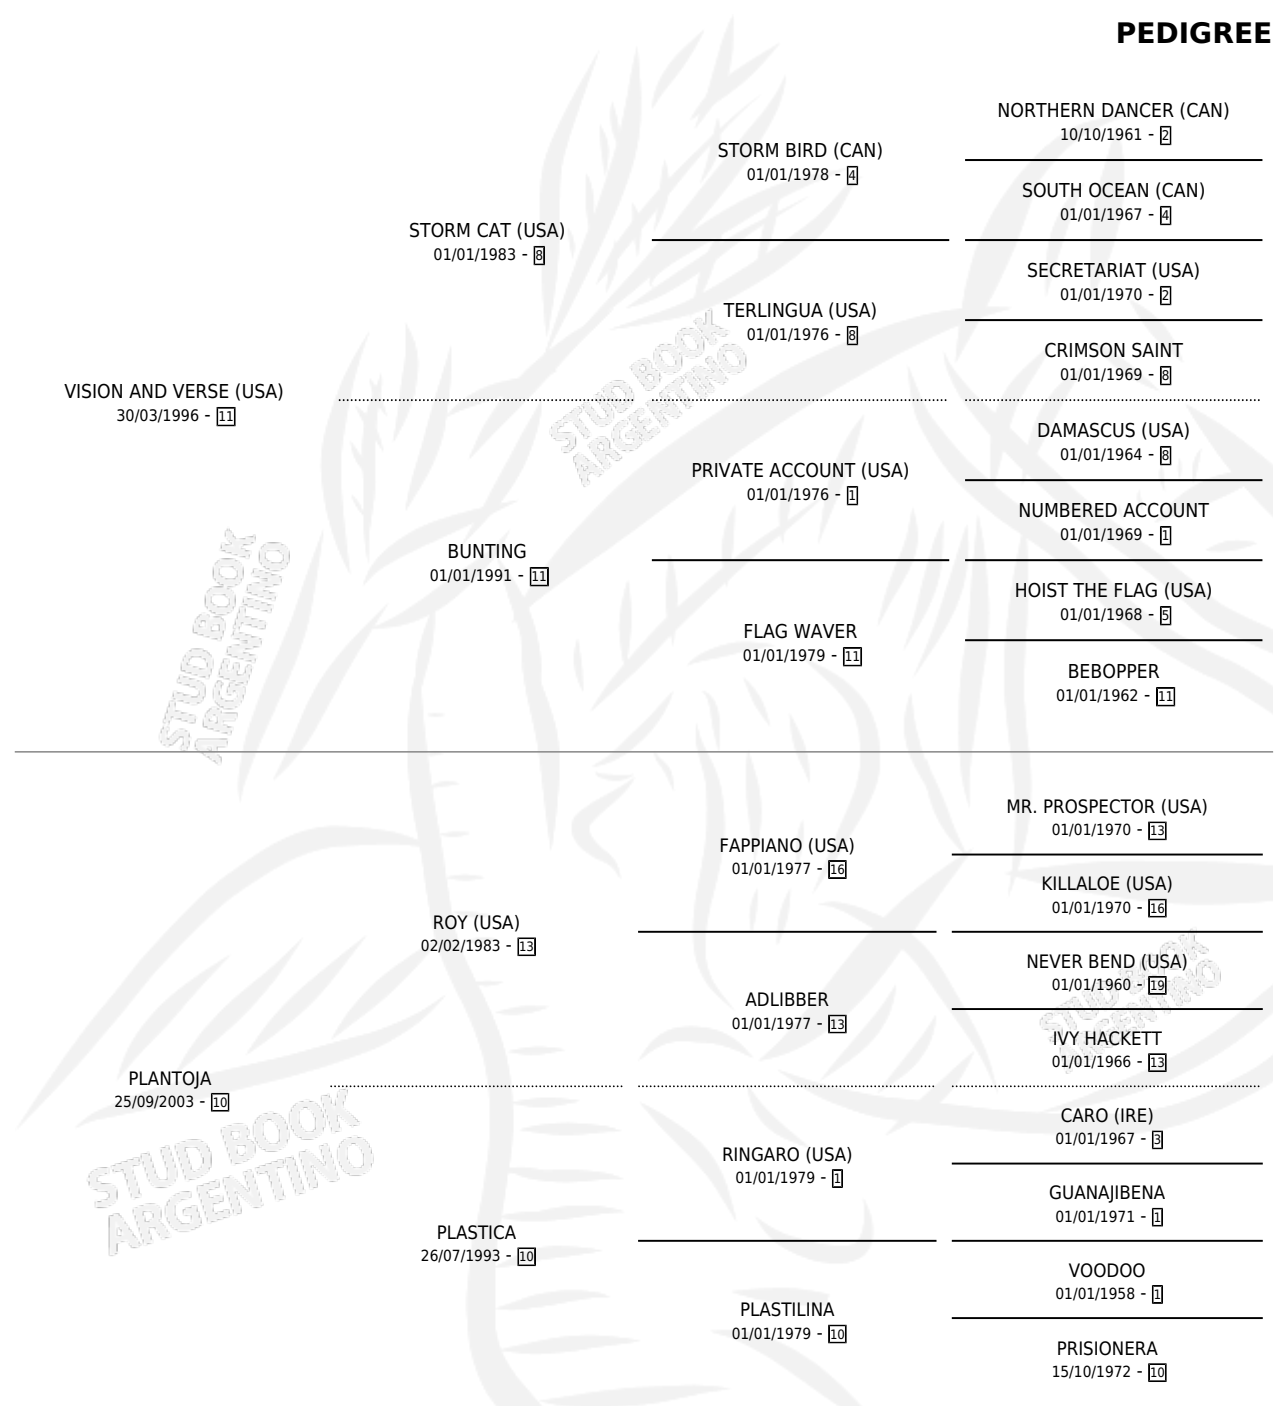 PEDIGREE
NORTHERN DANCER (CAN)
10/10/1961 - 2
STORM BIRD (CAN)
01/01/1978 - 4
SOUTH OCEAN (CAN)
01/01/1967 - 4
STORM CAT (USA)
01/01/1983 - 8
SECRETARIAT (USA)
01/01/1970 - 2
TERLINGUA (USA)
01/01/1976 - 8
CRIMSON SAINT
01/01/1969 - 8
VISION AND VERSE (USA)
30/03/1996 - 11
DAMASCUS (USA)
01/01/1964 - 8
PRIVATE ACCOUNT (USA)
01/01/1976 - 1
NUMBERED ACCOUNT
01/01/1969 - 1
BUNTING
01/01/1991 - 11
HOIST THE FLAG (USA)
01/01/1968 - 5
FLAG WAVER
01/01/1979 - 11
BEBOPPER
01/01/1962 - 11
MR. PROSPECTOR (USA)
01/01/1970 - 13
FAPPIANO (USA)
01/01/1977 - 16
KILLALOE (USA)
01/01/1970 - 16
ROY (USA)
02/02/1983 - 13
NEVER BEND (USA)
01/01/1960 - 19
ADLIBBER
01/01/1977 - 13
IVY HACKETT
01/01/1966 - 13
PLANTOJA
25/09/2003 - 10
CARO (IRE)
01/01/1967 - 3
RINGARO (USA)
01/01/1979 - 1
GUANAJIBENA
01/01/1971 - 1
PLASTICA
26/07/1993 - 10
VOODOO
01/01/1958 - 1
PLASTILINA
01/01/1979 - 10
PRISIONERA
15/10/1972 - 10
STUD BOOK
ARGENTINO
STUD BOOK
ARGENTINO
STUD BOOK
ARGENTINO
STUD BOOK
ARGENTINO